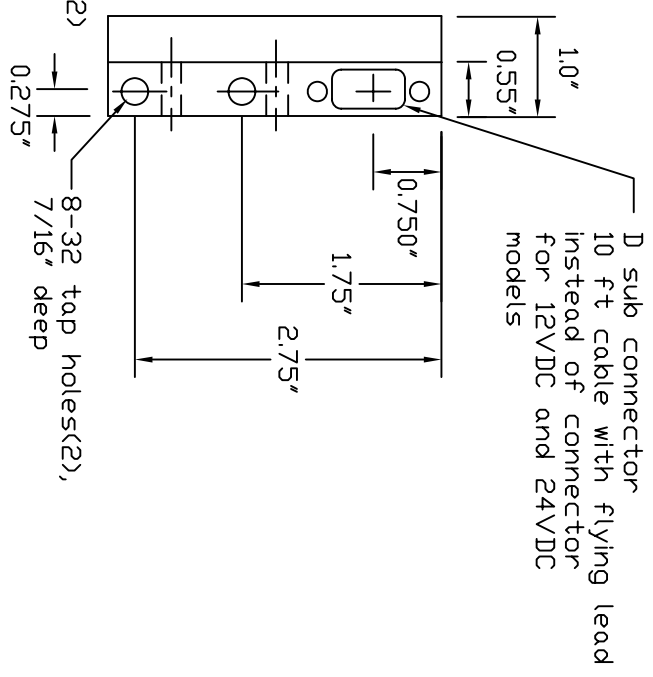 D sub connector
10 ft cable with flying lead
instead of connector
for 12VDC and 24VDC
models
1.0"
0.55"
0.750"
1.75"
2.75"
2)
0.275"
8-32 tap holes(2),
7/16" deep